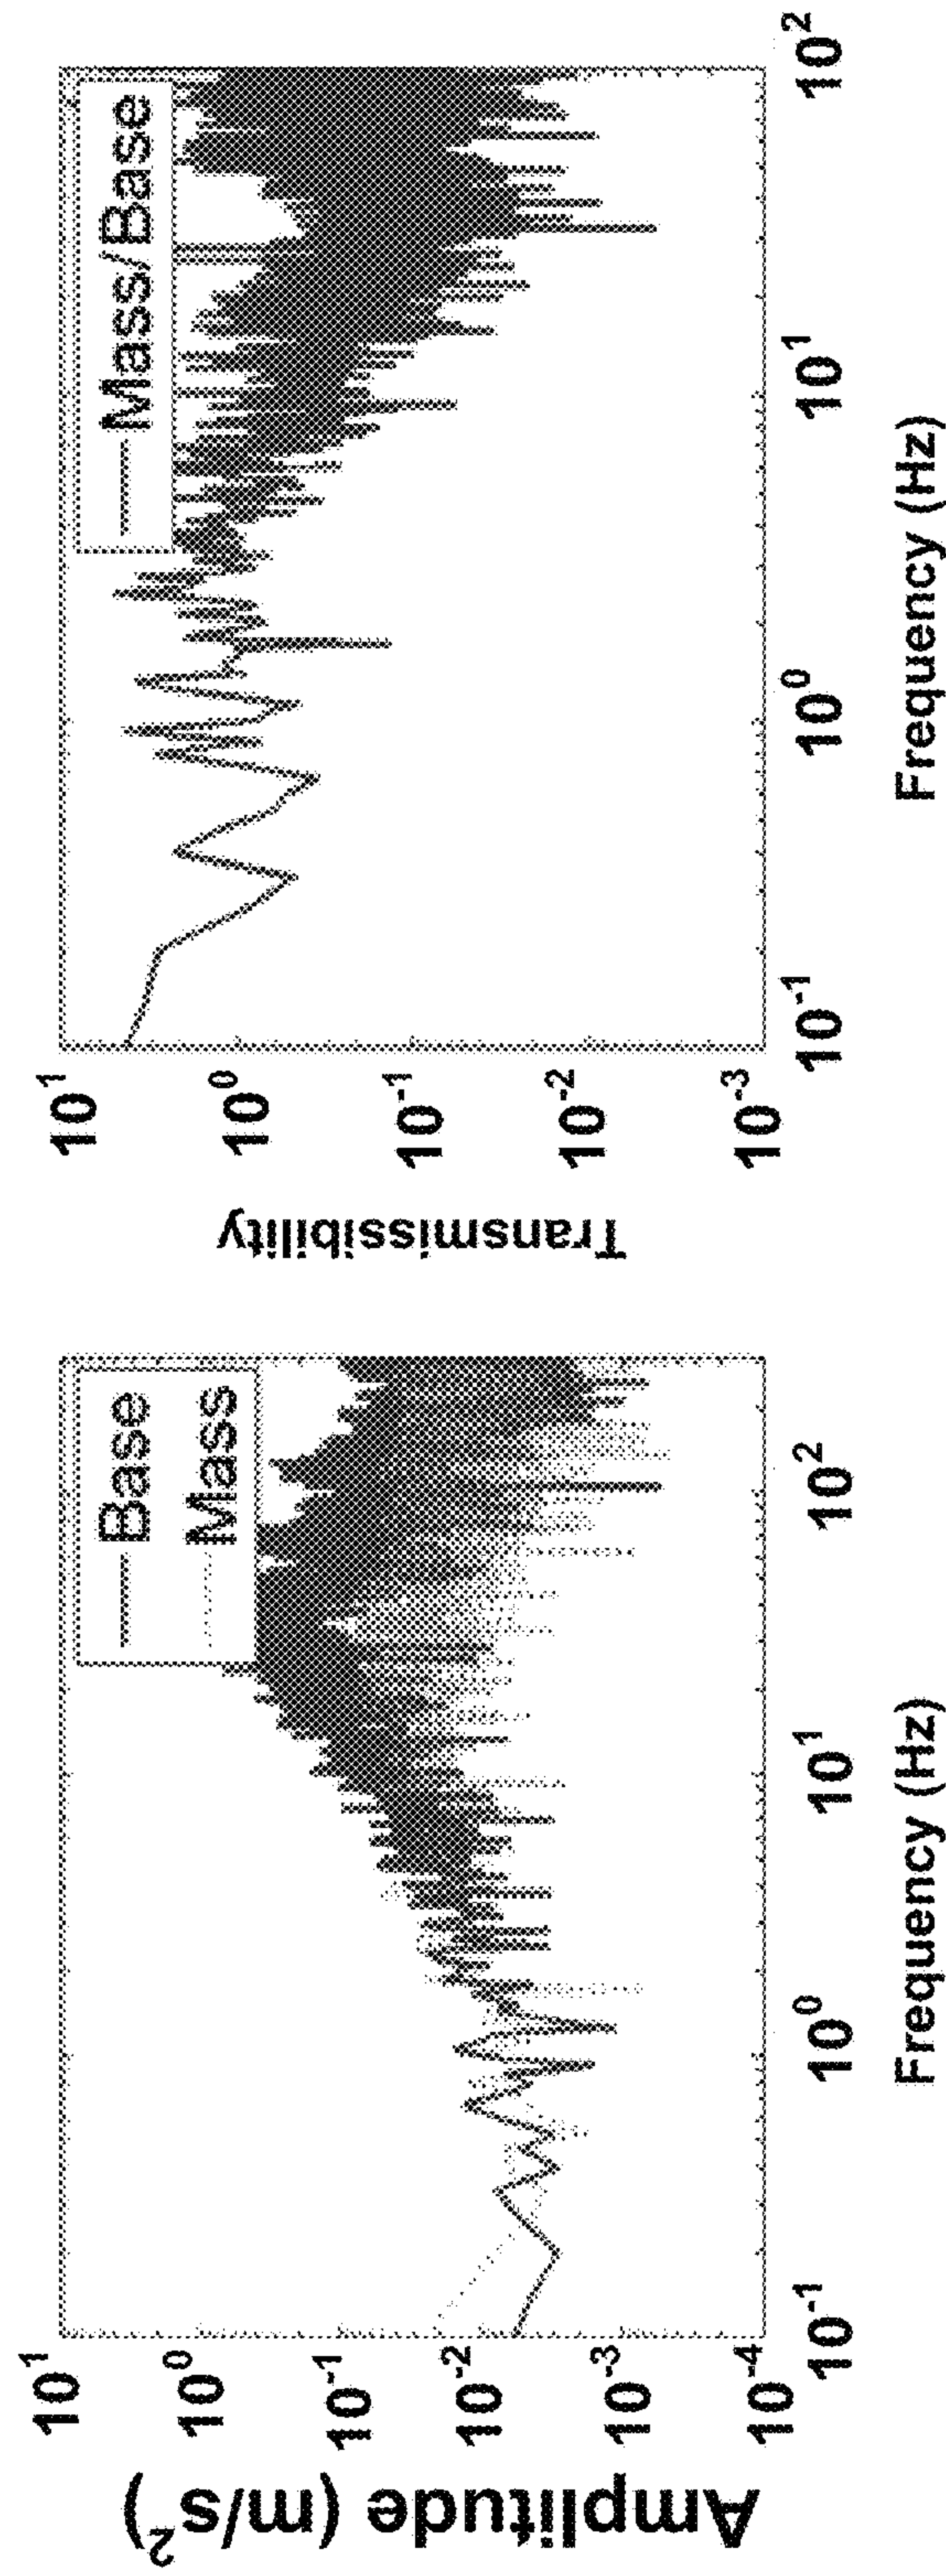 Amplitude (m/s²)
10¹
10⁰
10⁻¹
10⁻²
10⁻³
10⁻⁴
Base
Mass
10⁻¹
10⁰
10¹
10²
Frequency (Hz)
Transmissibility
10¹
10⁰
10⁻¹
10⁻²
10⁻³
Mass/Base
10⁻¹
10⁰
10¹
10²
Frequency (Hz)